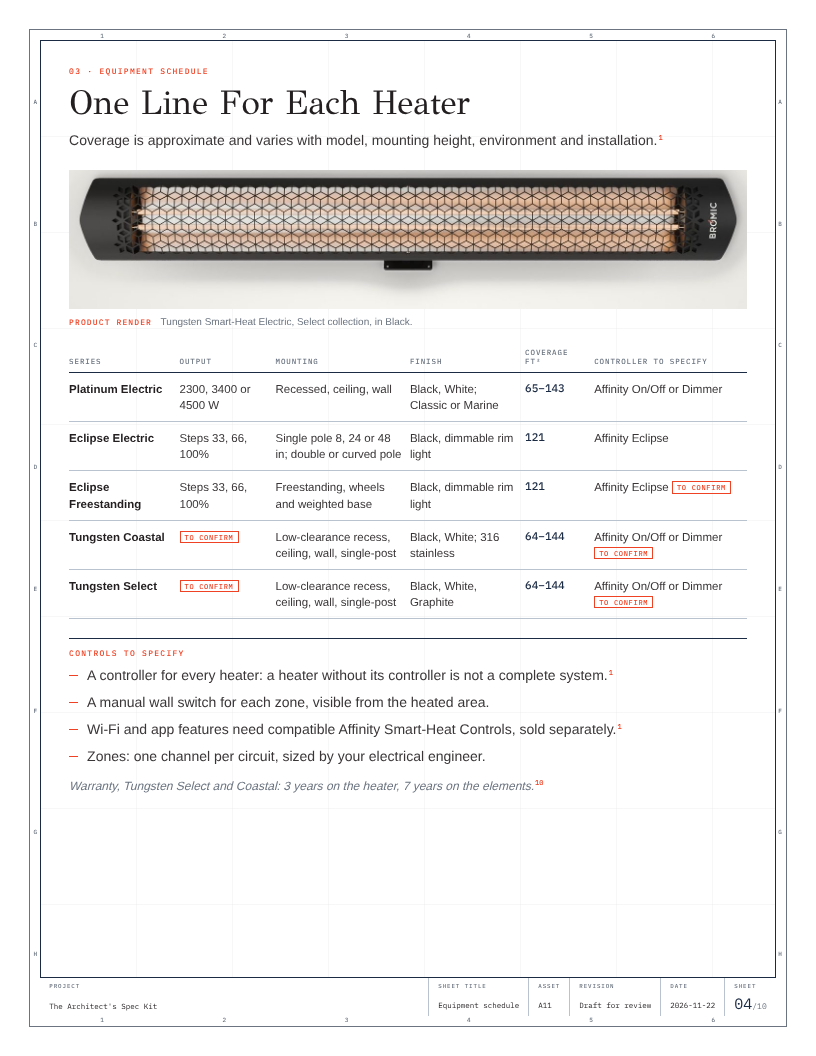 1 2 3 4 5 6
03 · EQUIPMENT SCHEDULE
One Line For Each Heater
A A
Coverage is approximate and varies with model, mounting height, environment and installation.¹
BROMIC
B B
PRODUCT RENDER Tungsten Smart-Heat Electric, Select collection, in Black.
C C
SERIES OUTPUT MOUNTING FINISH COVERAGE FT² CONTROLLER TO SPECIFY
Platinum Electric 2300, 3400 or Recessed, ceiling, wall Black, White; 65–143 Affinity On/Off or Dimmer
4500 W Classic or Marine
Eclipse Electric Steps 33, 66, Single pole 8, 24 or 48 Black, dimmable rim 121 Affinity Eclipse
100% in; double or curved pole light
D D
Eclipse Steps 33, 66, Freestanding, wheels Black, dimmable rim 121 Affinity Eclipse TO CONFIRM
Freestanding 100% and weighted base light
Tungsten Coastal TO CONFIRM Low-clearance recess, Black, White; 316 64–144 Affinity On/Off or Dimmer
ceiling, wall, single-post stainless TO CONFIRM
Tungsten Select TO CONFIRM Low-clearance recess, Black, White, 64–144 Affinity On/Off or Dimmer
E E
ceiling, wall, single-post Graphite TO CONFIRM
CONTROLS TO SPECIFY
— A controller for every heater: a heater without its controller is not a complete system.¹
— A manual wall switch for each zone, visible from the heated area.
F F
— Wi-Fi and app features need compatible Affinity Smart-Heat Controls, sold separately.¹
— Zones: one channel per circuit, sized by your electrical engineer.
Warranty, Tungsten Select and Coastal: 3 years on the heater, 7 years on the elements.¹⁰
G G
H H
PROJECT SHEET TITLE ASSET REVISION DATE SHEET
The Architect's Spec Kit Equipment schedule A11 Draft for review 2026-11-22 04/10
1 2 3 4 5 6